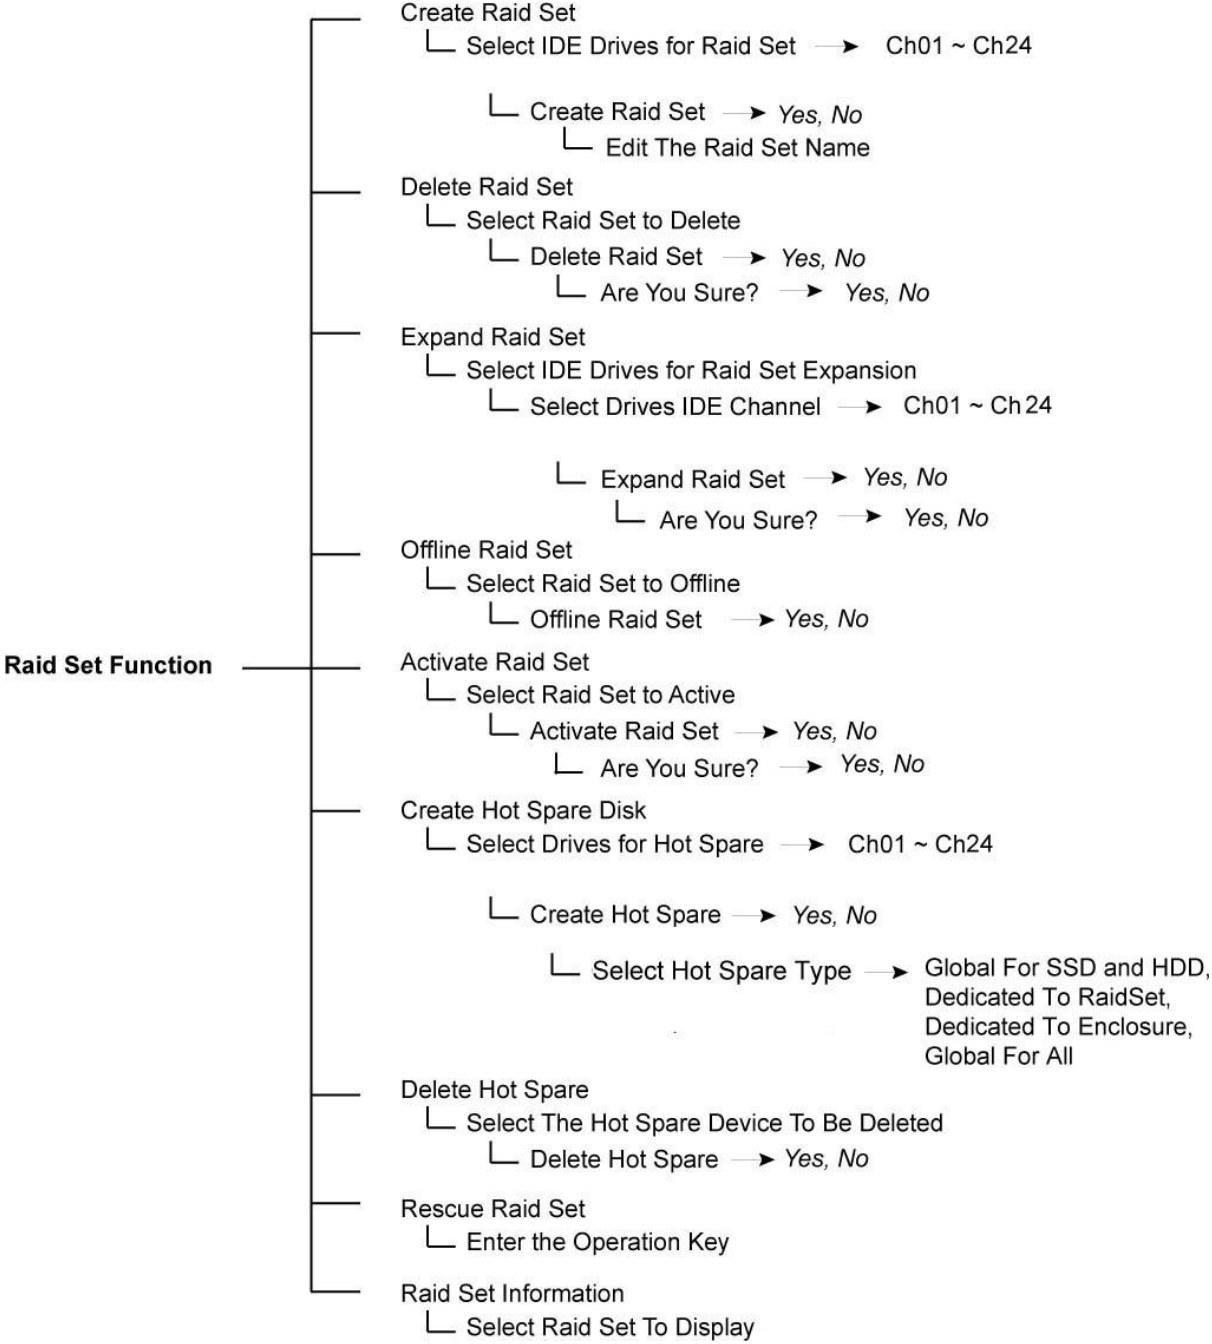 Create Raid Set
Select IDE Drives for Raid Set Ch01 ~ Ch24
Create Raid Set Yes, No
Edit The Raid Set Name
Delete Raid Set
Select Raid Set to Delete
Delete Raid Set Yes, No
Are You Sure? Yes, No
Expand Raid Set
Select IDE Drives for Raid Set Expansion
Select Drives IDE Channel Ch01 ~ Ch24
Expand Raid Set Yes, No
Are You Sure? Yes, No
Offline Raid Set
Select Raid Set to Offline
Offline Raid Set Yes, No
Raid Set Function
Activate Raid Set
Select Raid Set to Active
Activate Raid Set Yes, No
Are You Sure? Yes, No
Create Hot Spare Disk
Select Drives for Hot Spare Ch01 ~ Ch24
Create Hot Spare Yes, No
Select Hot Spare Type Global For SSD and HDD,
Dedicated To RaidSet,
Dedicated To Enclosure,
Global For All
Delete Hot Spare
Select The Hot Spare Device To Be Deleted
Delete Hot Spare Yes, No
Rescue Raid Set
Enter the Operation Key
Raid Set Information
Select Raid Set To Display